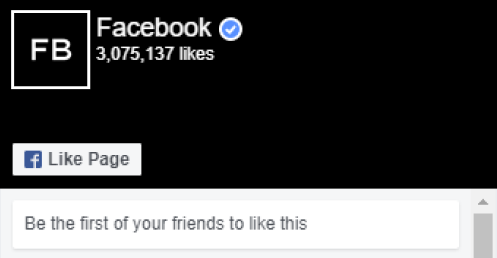 FB
Facebook
3,075,137 likes
Like Page
Be the first of your friends to like this